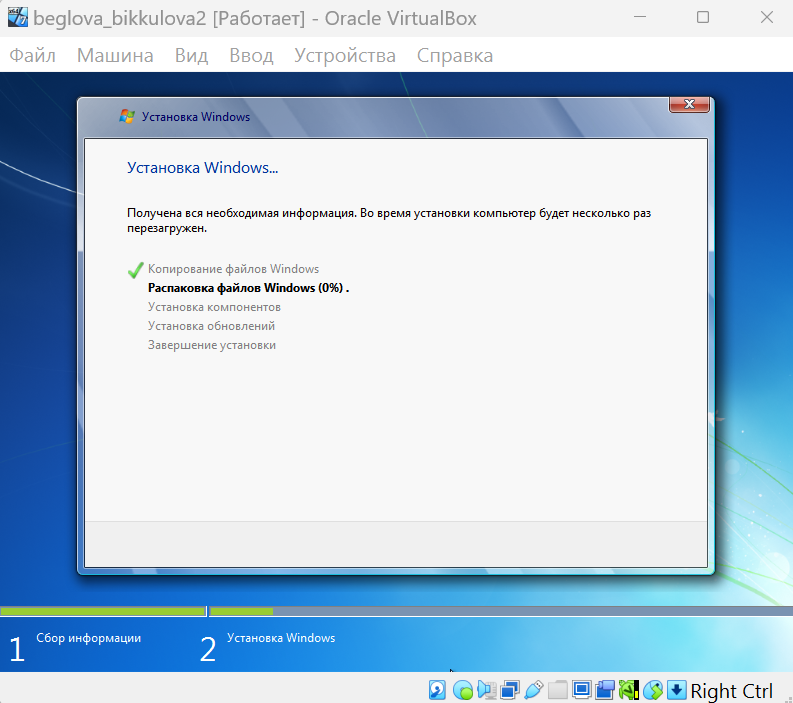 beglova_bikkulova2 [Работает] - Oracle VirtualBox
Файл Машина Вид Ввод Устройства Справка
Установка Windows
Установка Windows...
Получена вся необходимая информация. Во время установки компьютер будет несколько раз
перезагружен.
Копирование файлов Windows
Распаковка файлов Windows (0%) .
Установка компонентов
Установка обновлений
Завершение установки
1 Сбор информации 2 Установка Windows
Right Ctrl